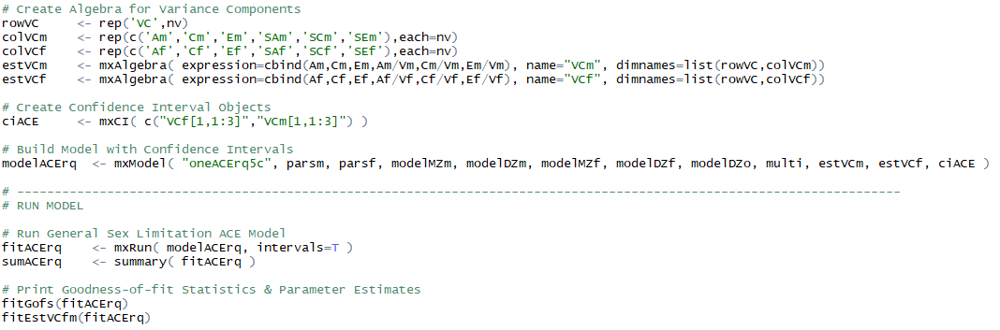 # Create Algebra for Variance Components
rowVC     <- rep('VC',nv)
colVCm    <- rep(c('Am','Cm','Em','SAm','SCm','SEm'),each=nv)
colVCf    <- rep(c('Af','Cf','Ef','SAf','SCf','SEf'),each=nv)
estVCm    <- mxAlgebra( expression=cbind(Am,Cm,Em,Am/Vm,Cm/Vm,Em/Vm), name="VCm", dimnames=list(rowVC,colVCm))
estVCf    <- mxAlgebra( expression=cbind(Af,Cf,Ef,Af/Vf,Cf/Vf,Ef/Vf), name="VCf", dimnames=list(rowVC,colVCf))
# Create Confidence Interval Objects
ciACE     <- mxCI( c("VCf[1,1:3]","VCm[1,1:3]") )
# Build Model with Confidence Intervals
modelACErq  <- mxModel( "oneACErq5c", parsm, parsf, modelMZm, modelDZm, modelMZf, modelDZf, modelDZo, multi, estVCm, estVCf, ciACE )
# ----------------------------------------------------------------------------------------------------------------------
# RUN MODEL
# Run General Sex Limitation ACE Model
fitACErq    <- mxRun( modelACErq, intervals=T )
sumACErq    <- summary( fitACErq )
# Print Goodness-of-fit Statistics & Parameter Estimates
fitGofs(fitACErq)
fitEstVCfm(fitACErq)